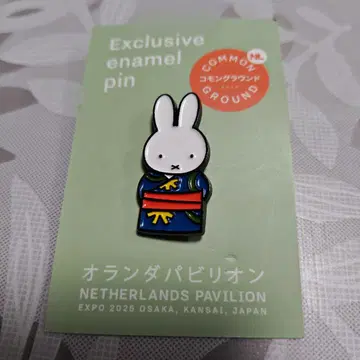 Exclusive
enamel
pin
COMMON
コモングラウンド
GROUND
オランダパビリオン
NETHERLANDS PAVILION
EXPO 2025 OSAKA, KANSAI, JAPAN